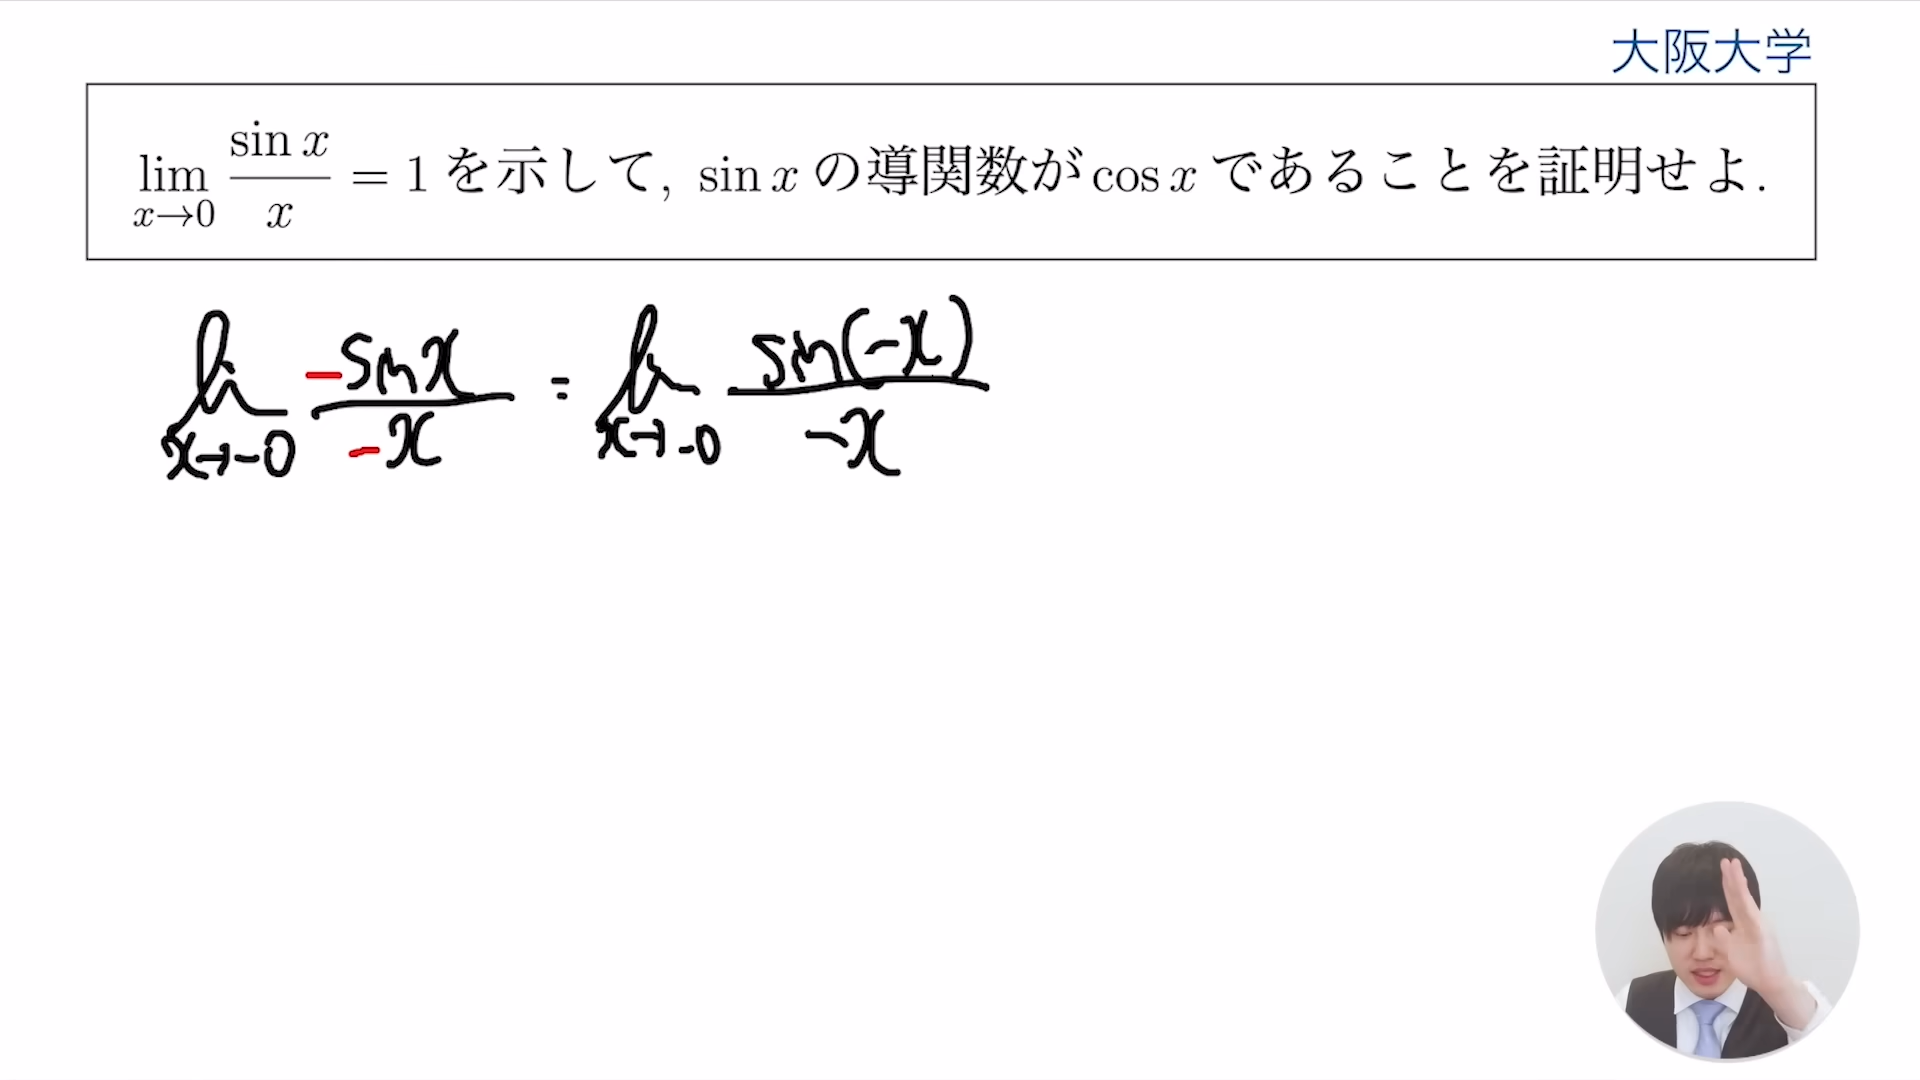 大阪大学
lim_{x→0} sin x / x = 1 を示して, sin x の導関数が cos x であることを証明せよ.
lim_{x→-0} -sin x / -x = lim_{x→-0} sin(-x) / -x